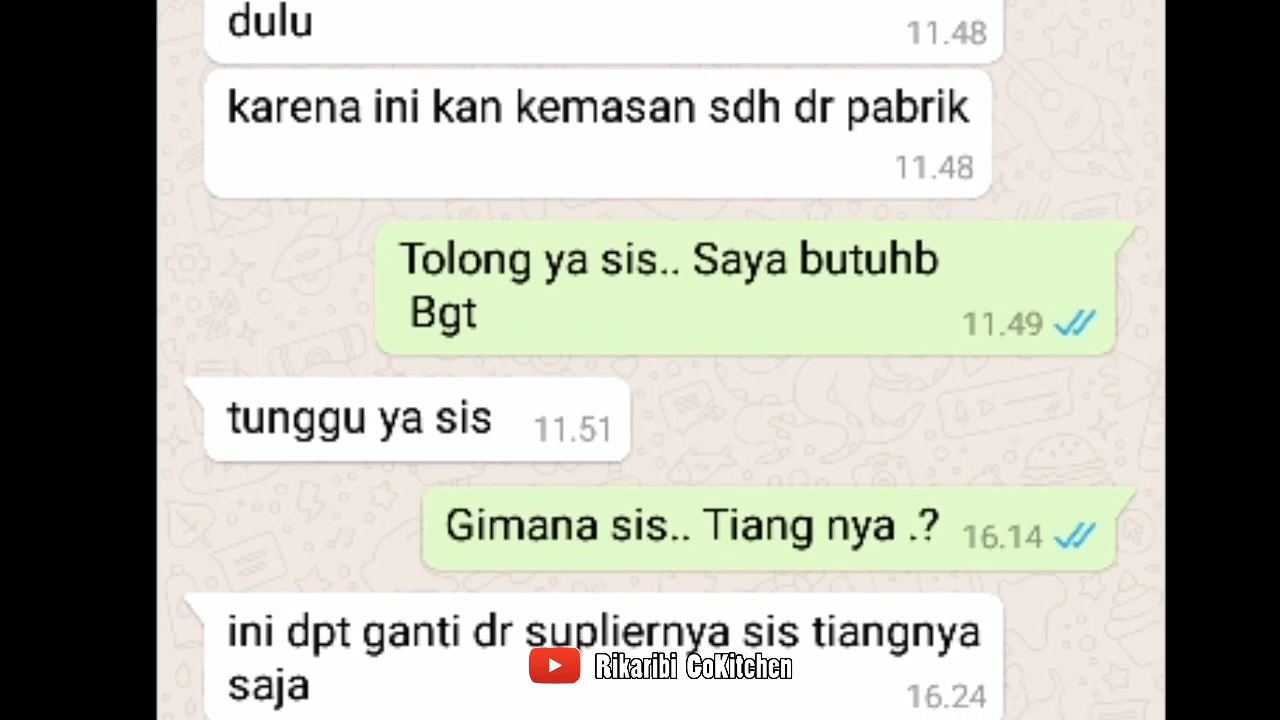 dulu
11.48
karena ini kan kemasan sdh dr pabrik
11.48
Tolong ya sis.. Saya butuhb
Bgt
11.49
tunggu ya sis 11.51
Gimana sis.. Tiang nya .? 16.14
ini dpt ganti dr supliernya sis tiangnya
saja
16.24
Rikaribi CoKitchen